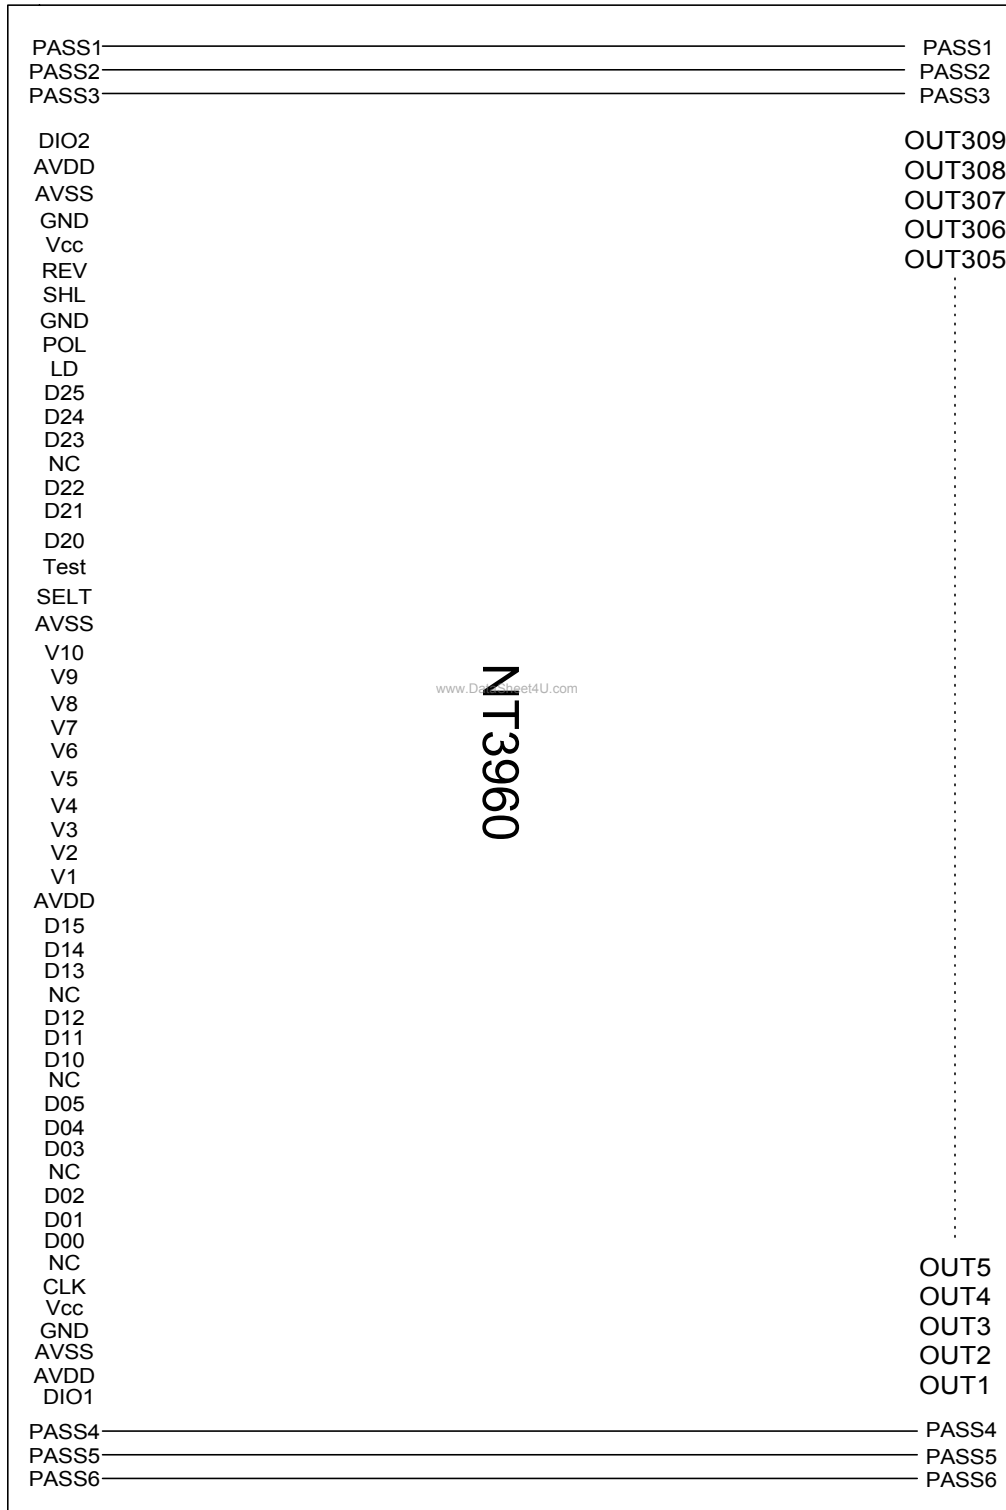 PASS1 PASS1
PASS2 PASS2
PASS3 PASS3
DIO2 OUT309
AVDD OUT308
AVSS OUT307
GND OUT306
Vcc
REV OUT305
SHL
GND
POL
LD
D25
D24
D23
NC
D22
D21
D20
Test
SELT
AVSS
V10
V9
www.DataSheet4U.com
V8
V7
NT3960
V6
V5
V4
V3
V2
V1
AVDD
D15
D14
D13
NC
D12
D11
D10
NC
D05
D04
D03
NC
D02
D01
D00
NC OUT5
CLK OUT4
Vcc
GND OUT3
AVSS OUT2
AVDD OUT1
DIO1
PASS4 PASS4
PASS5 PASS5
PASS6 PASS6